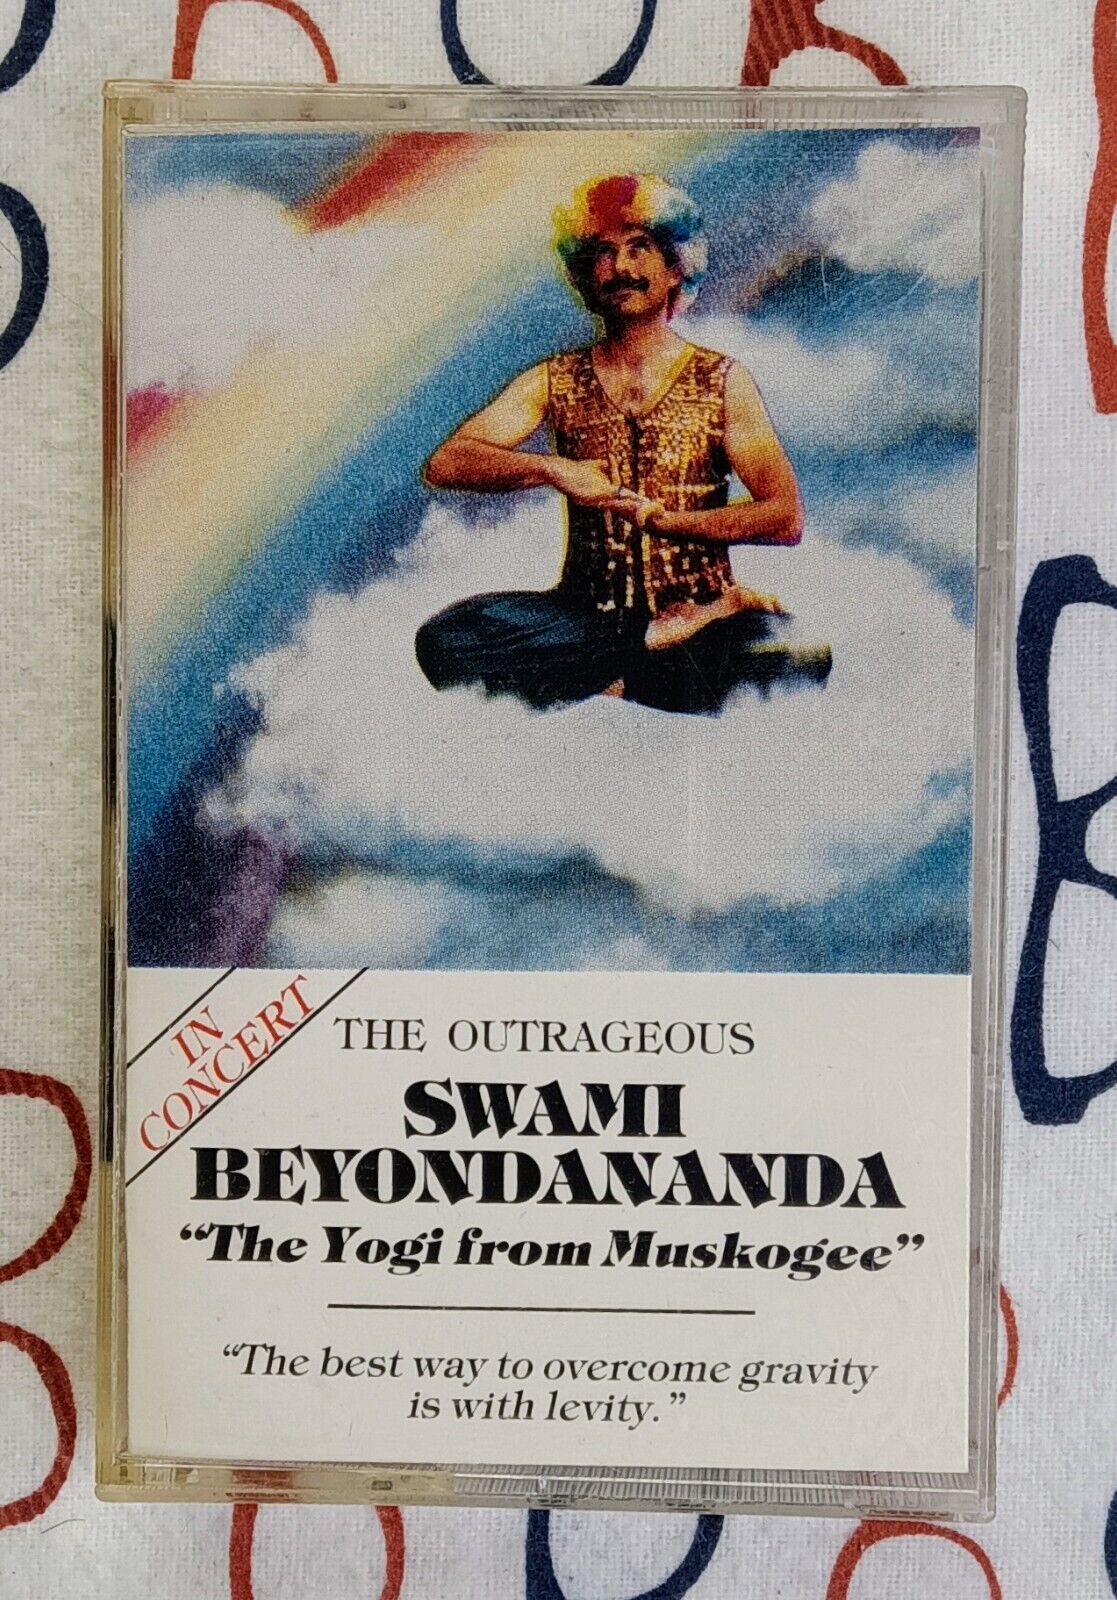 IN
CONCERT
THE OUTRAGEOUS
SWAMI
BEYONDANANDA
“The Yogi from Muskogee”
“The best way to overcome gravity
is with levity.”